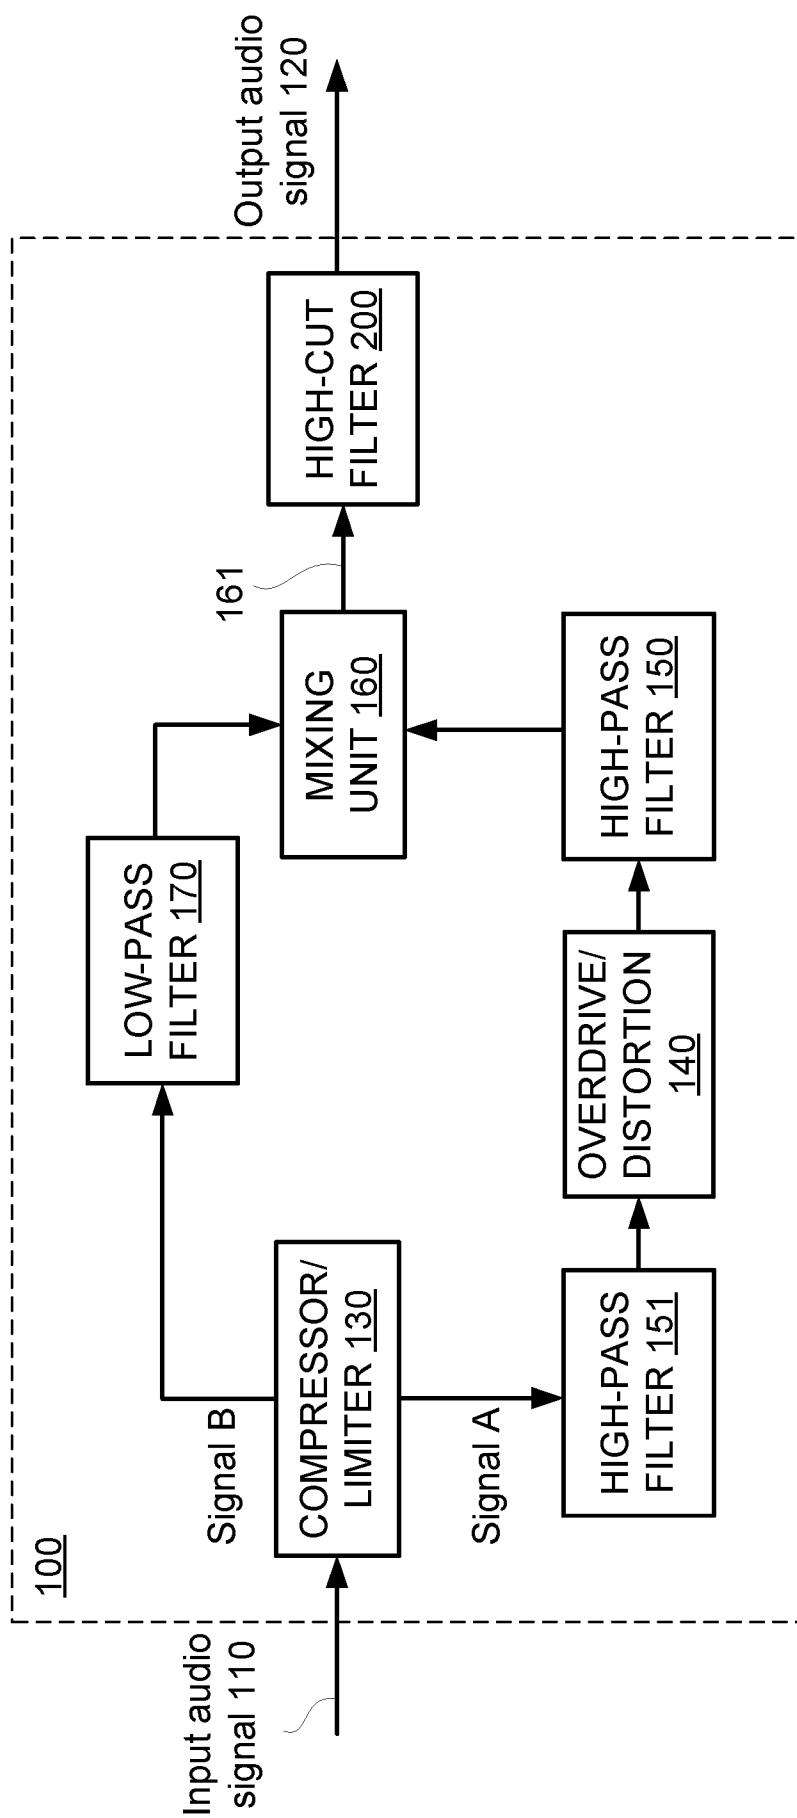 100
Input audio
signal 110
COMPRESSOR/
LIMITER 130
Signal B
Signal A
LOW-PASS
FILTER 170
HIGH-PASS
FILTER 151
OVERDRIVE/
DISTORTION
140
HIGH-PASS
FILTER 150
MIXING
UNIT 160
161
HIGH-CUT
FILTER 200
Output audio
signal 120